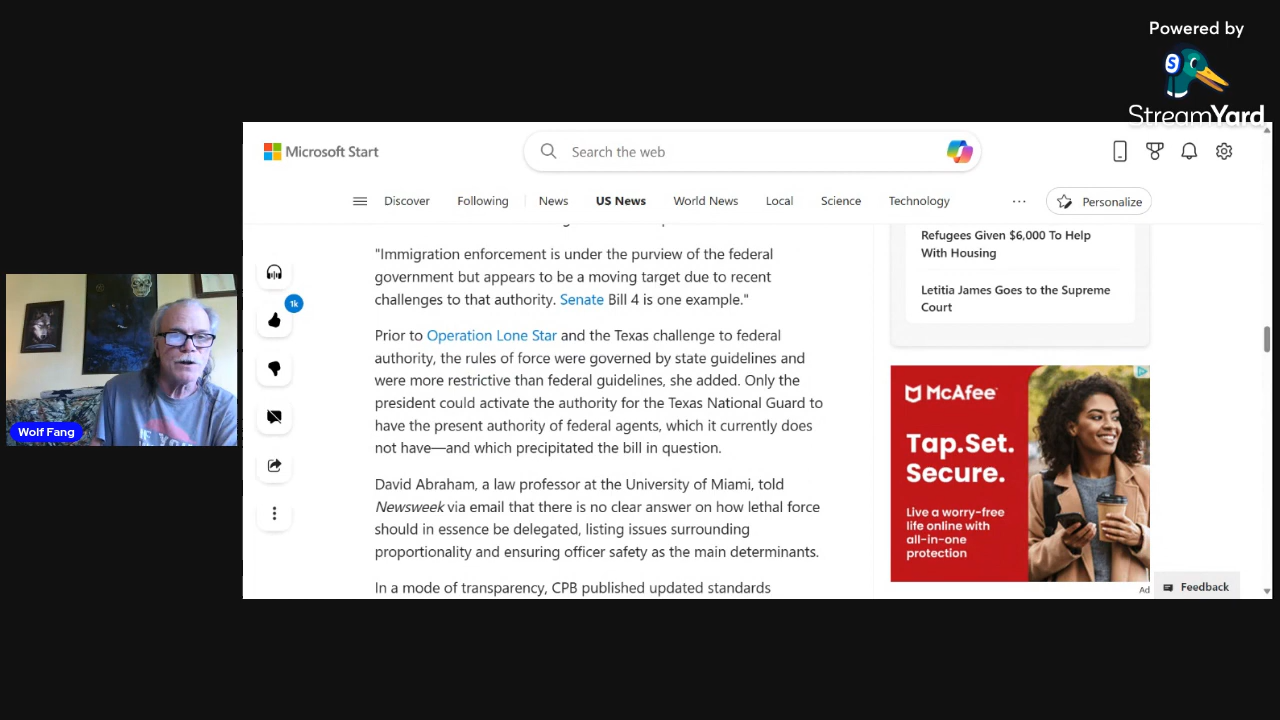 Powered by
StreamYard
Microsoft Start
Search the web
Discover
Following
News
US News
World News
Local
Science
Technology
Personalize
"Immigration enforcement is under the purview of the federal
government but appears to be a moving target due to recent
challenges to that authority. Senate Bill 4 is one example."
Prior to Operation Lone Star and the Texas challenge to federal
authority, the rules of force were governed by state guidelines and
were more restrictive than federal guidelines, she added. Only the
president could activate the authority for the Texas National Guard to
have the present authority of federal agents, which it currently does
not have—and which precipitated the bill in question.
David Abraham, a law professor at the University of Miami, told
Newsweek via email that there is no clear answer on how lethal force
should in essence be delegated, listing issues surrounding
proportionality and ensuring officer safety as the main determinants.
In a mode of transparency, CPB published updated standards
1k
Refugees Given $6,000 To Help
With Housing
Letitia James Goes to the Supreme
Court
McAfee
Tap.Set.
Secure.
Live a worry-free
life online with
all-in-one
protection
Ad
Feedback
Wolf Fang
IF YOU